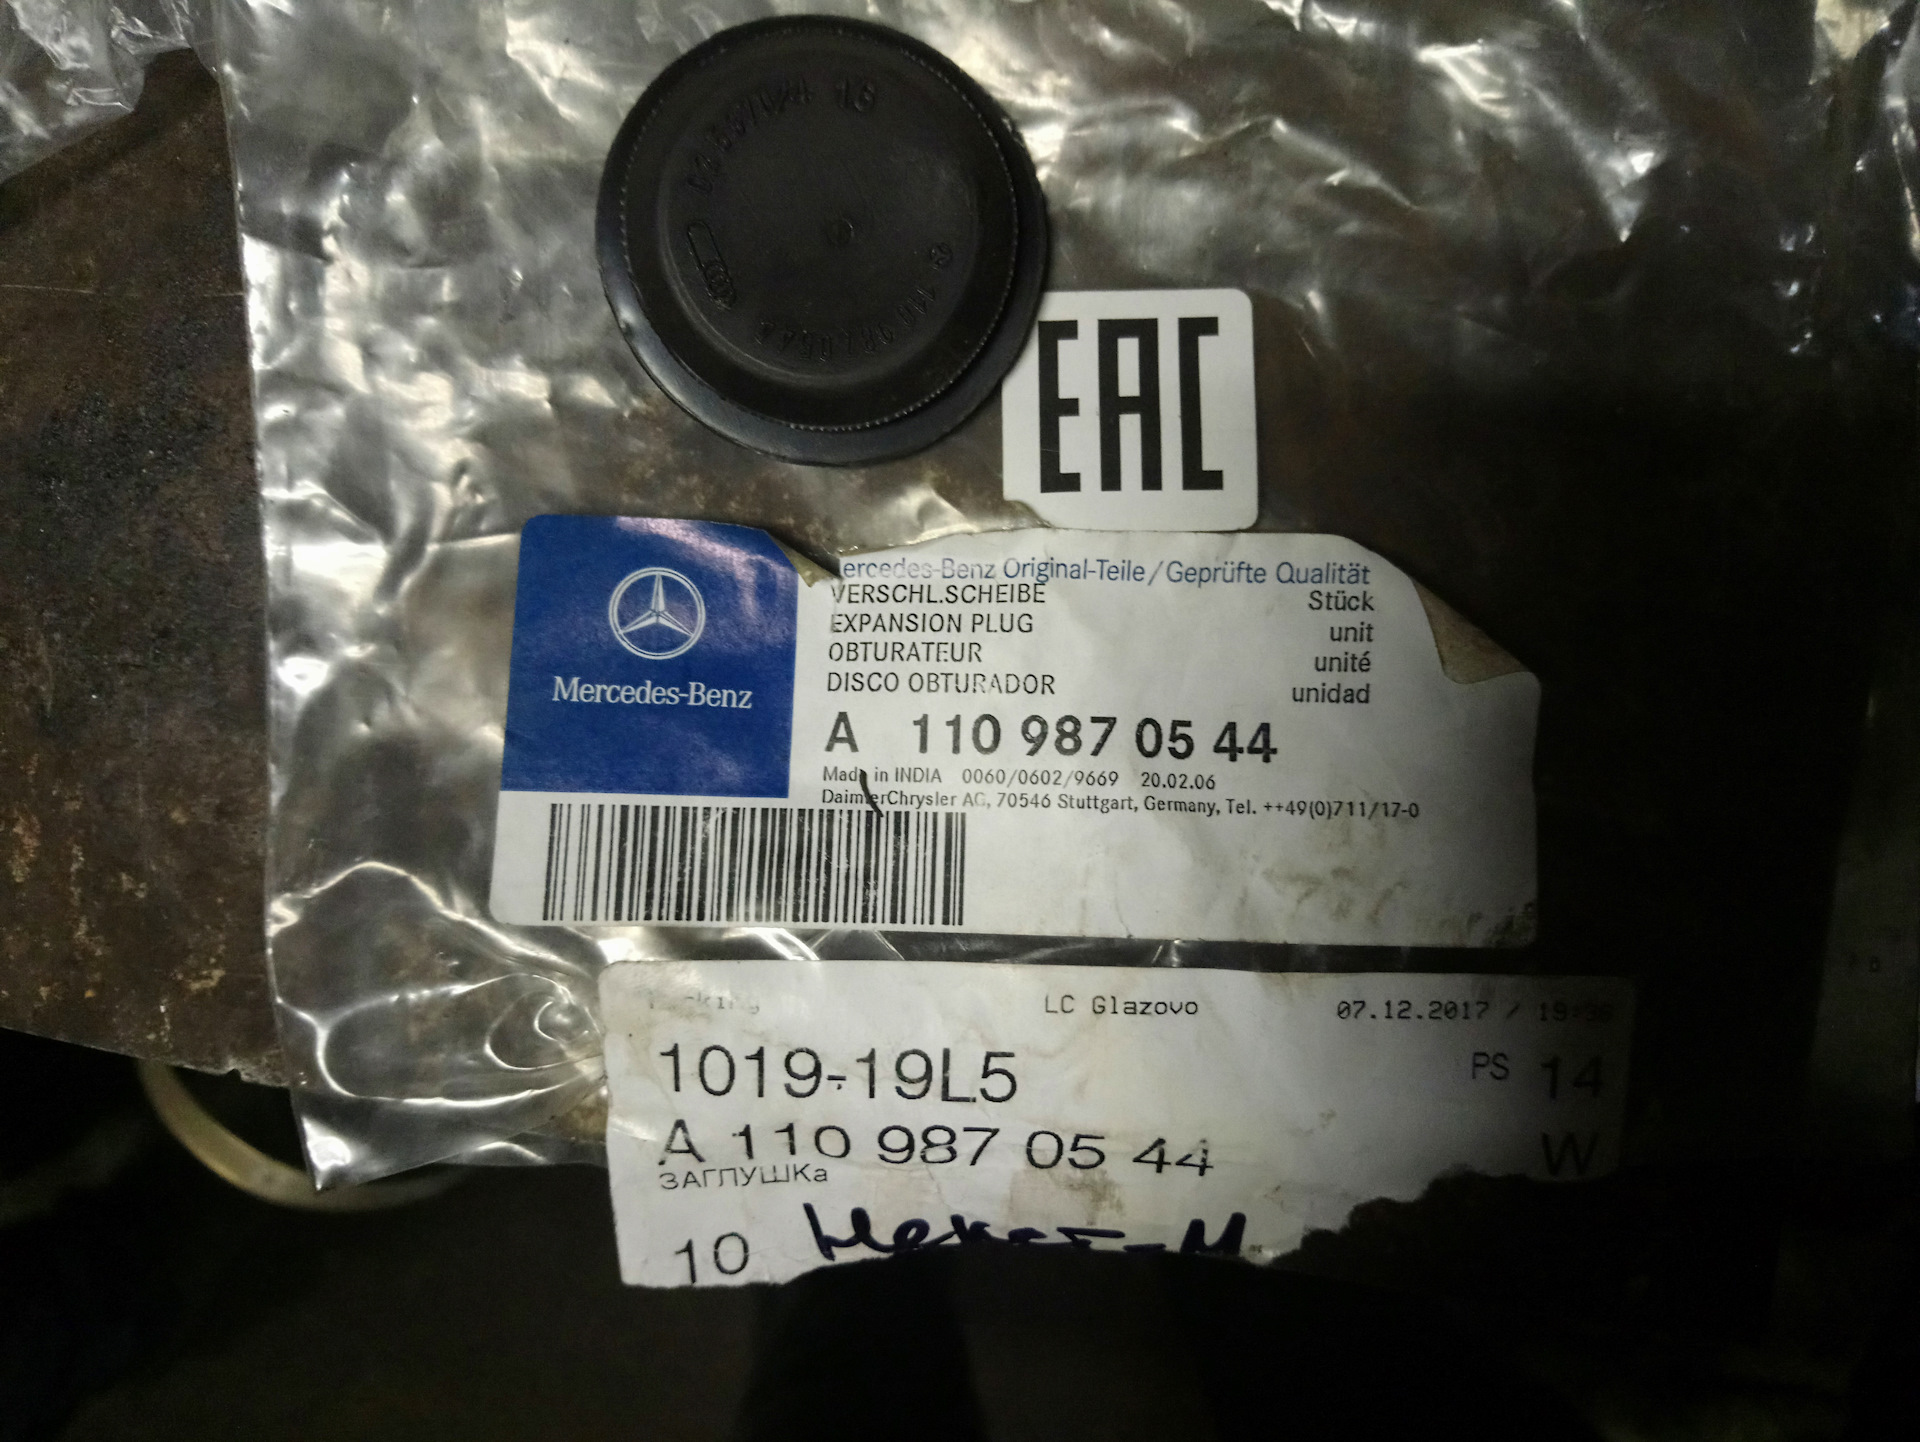 EAC
Mercedes-Benz
ercedes-Benz Original-Teile/Geprüfte Qualität
VERSCHL.SCHEIBE Stück
EXPANSION PLUG unit
OBTURATEUR unité
DISCO OBTURADOR unidad
A 110 987 05 44
Made in INDIA 0060/0602/9669 20.02.06
DaimlerChrysler AG, 70546 Stuttgart, Germany, Tel. ++49(0)711/17-0
LC Glazovo 07.12.2017 /
1019-19L5 PS 14
A 110 987 05 44 W
ЗАГЛУШКа
10